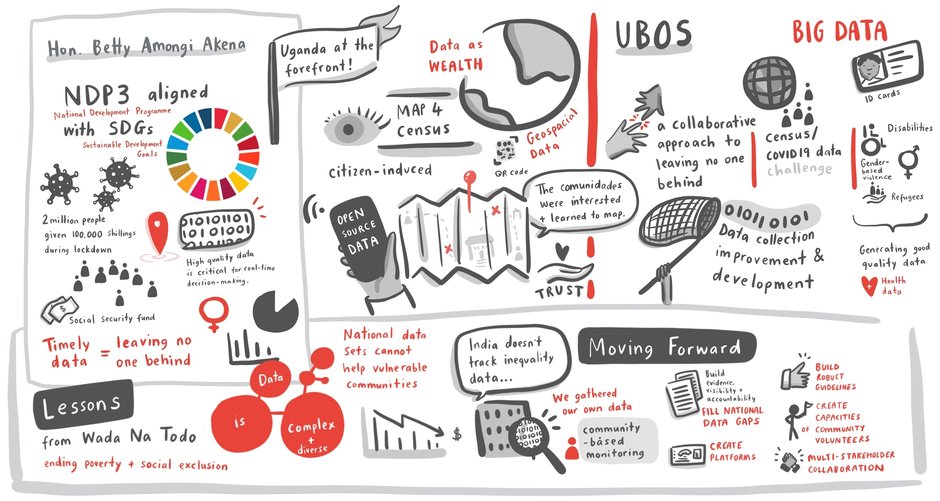 Hon. Betty Amongi Akena
NDP3 aligned
National Development Programme
with SDGs
Sustainable Development
Goals
2 million people
given 100.000 shillings
during lockdown
High quality data
is critical for real-time
decision-making.
Social security fund
Timely
data = leaving no
one behind
Uganda at the
forefront!
Data as
WEALTH
MAP 4
CENSUS
Geospacial
Data
QR code
citizen-induced
OPEN
SOURCE
DATA
The comunidades
were interested
+ learned to map.
TRUST
UBOS
BIG DATA
a collaborative
approach to
leaving no one
behind
census/
COVID19 data
challenge
ID cards
Disabilities
Gender-
based
violence
Refugees
01011 0101
Data collection
improvement &
development
Generating good
quality data
+ Health
data
Lessons
from Wada Na Todo
ending poverty + social exclusion
Data
is
Complex
+
diverse
National data
sets cannot
help vulnerable
communities
$
India doesn't
track inequality
data...
We gathered
our own data
community
-based
monitoring
Moving Forward
Build
evidence,
visibility +
accountability
FILL NATIONAL
DATA GAPS
CREATE
PLATFORMS
BUILD
ROBUST
GUIDELINES
CREATE
CAPACITIES
OF COMMUNITY
VOLUNTEERS
MULTI-STAKEHOLDER
COLLABORATION